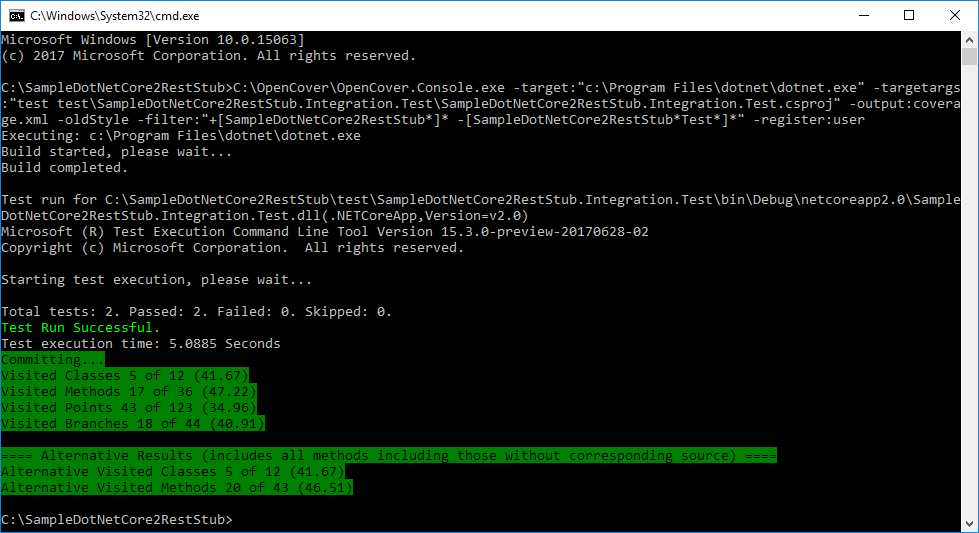 C:\Windows\System32\cmd.exe
Microsoft Windows [Version 10.0.15063]
(c) 2017 Microsoft Corporation. All rights reserved.
C:\SampleDotNetCore2RestStub>C:\OpenCover\OpenCover.Console.exe -target:"c:\Program Files\dotnet\dotnet.exe" -targetargs
:"test test\SampleDotNetCore2RestStub.Integration.Test\SampleDotNetCore2RestStub.Integration.Test.csproj" -output:covera
ge.xml -oldStyle -filter:"+[SampleDotNetCore2RestStub*]* -[SampleDotNetCore2RestStub*Test*]*" -register:user
Executing: c:\Program Files\dotnet\dotnet.exe
Build started, please wait...
Build completed.
Test run for C:\SampleDotNetCore2RestStub\test\SampleDotNetCore2RestStub.Integration.Test\bin\Debug\netcoreapp2.0\Sample
DotNetCore2RestStub.Integration.Test.dll(.NETCoreApp,Version=v2.0)
Microsoft (R) Test Execution Command Line Tool Version 15.3.0-preview-20170628-02
Copyright (c) Microsoft Corporation.  All rights reserved.
Starting test execution, please wait...
Total tests: 2. Passed: 2. Failed: 0. Skipped: 0.
Test Run Successful.
Test execution time: 5.0885 Seconds
Committing...
Visited Classes 5 of 12 (41.67)
Visited Methods 17 of 36 (47.22)
Visited Points 43 of 123 (34.96)
Visited Branches 18 of 44 (40.91)
==== Alternative Results (includes all methods including those without corresponding source) ====
Alternative Visited Classes 5 of 12 (41.67)
Alternative Visited Methods 20 of 43 (46.51)
C:\SampleDotNetCore2RestStub>